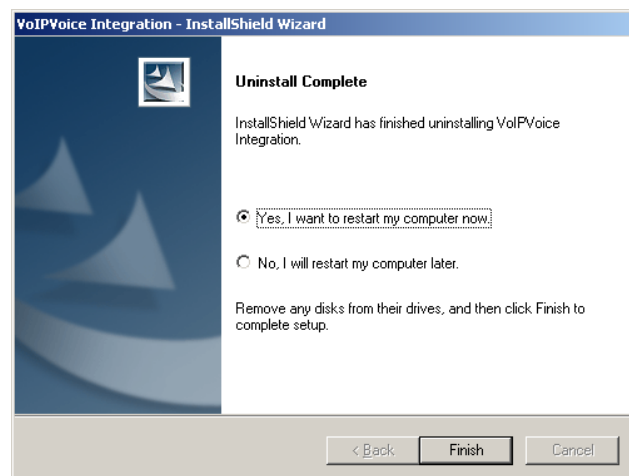 VoIPVoice Integration - InstallShield Wizard
Uninstall Complete
InstallShield Wizard has finished uninstalling VoIPVoice
Integration.
Yes, I want to restart my computer now.
No, I will restart my computer later.
Remove any disks from their drives, and then click Finish to
complete setup.
< Back
Finish
Cancel